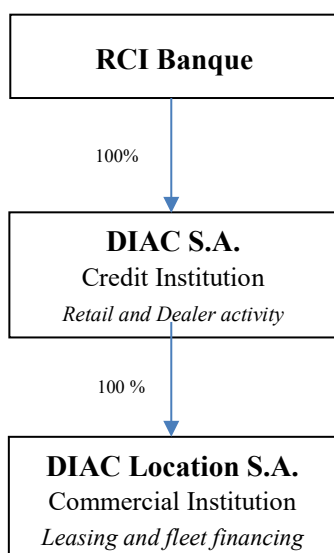 RCI Banque
100%
DIAC S.A.
Credit Institution
Retail and Dealer activity
100 %
DIAC Location S.A.
Commercial Institution
Leasing and fleet financing